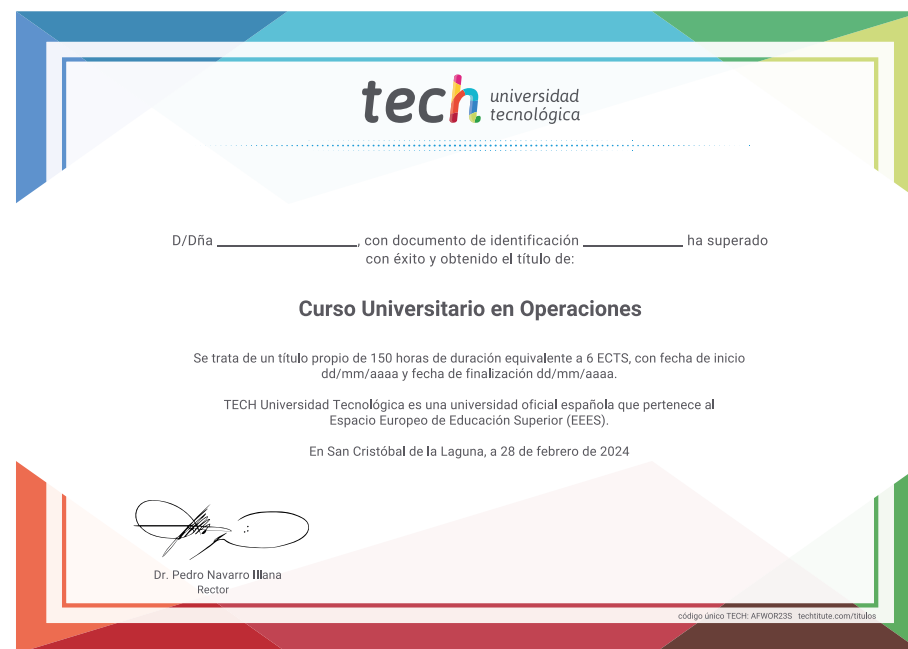 tech universidad
tecnológica
D/Dña ____________________, con documento de identificación ______________ ha superado
con éxito y obtenido el título de:
Curso Universitario en Operaciones
Se trata de un título propio de 150 horas de duración equivalente a 6 ECTS, con fecha de inicio
dd/mm/aaaa y fecha de finalización dd/mm/aaaa.
TECH Universidad Tecnológica es una universidad oficial española que pertenece al
Espacio Europeo de Educación Superior (EEES).
En San Cristóbal de la Laguna, a 28 de febrero de 2024
Dr. Pedro Navarro Illana
Rector
código único TECH: AFWOR23S techtitute.com/titulos